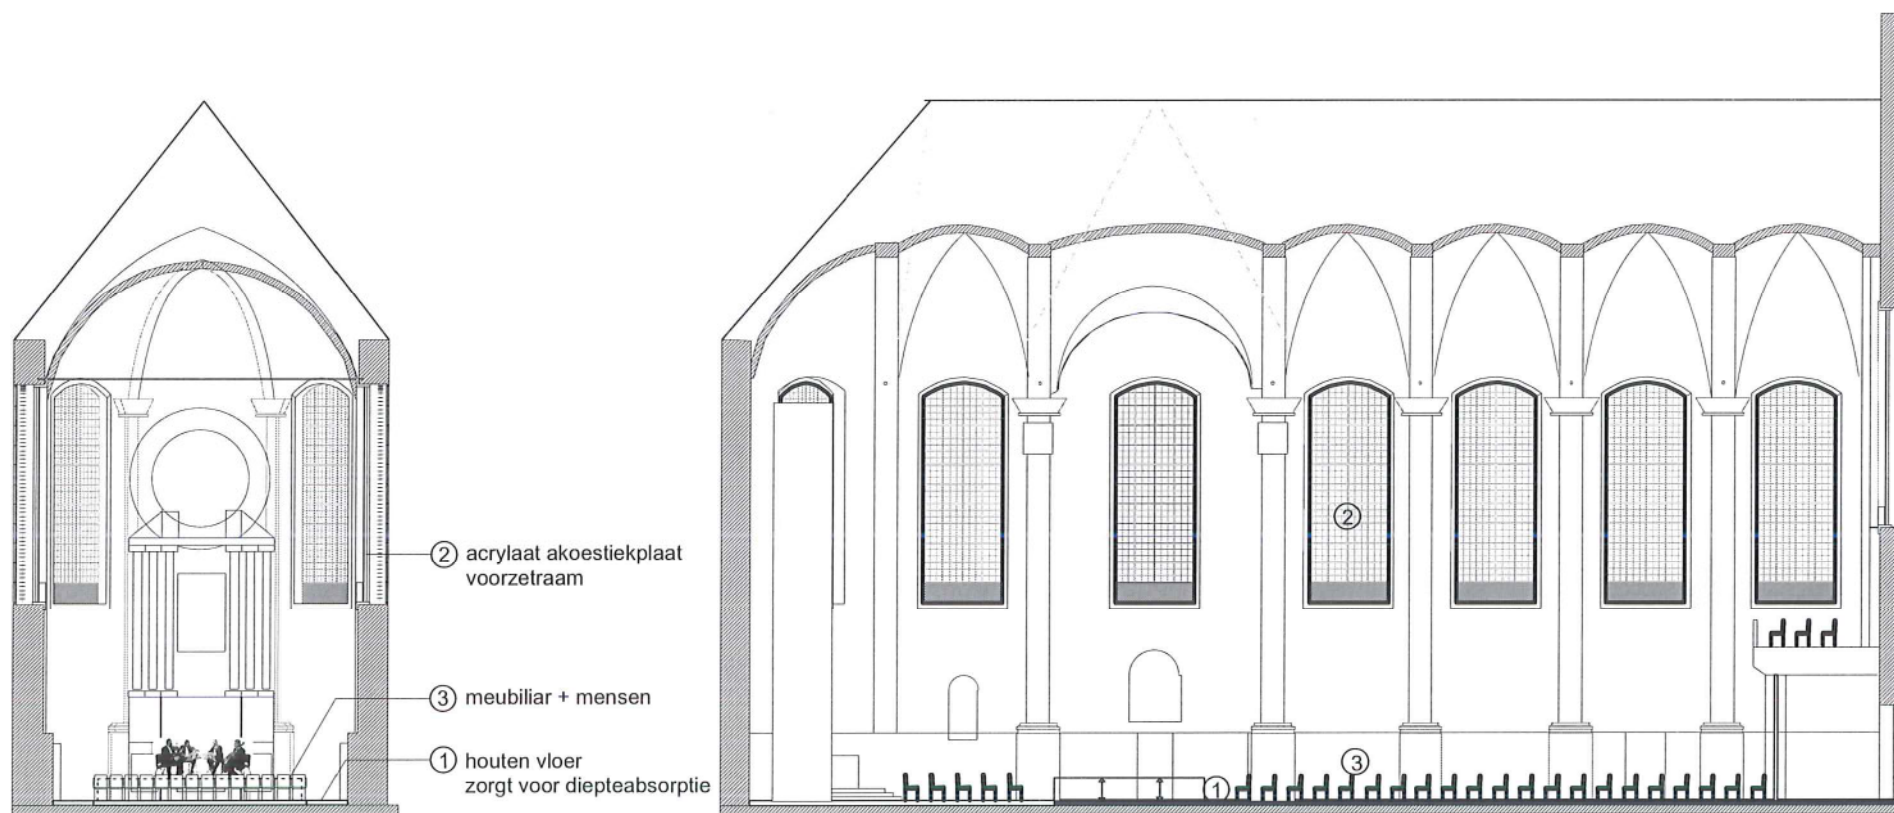 ② acrylaat akoestiekplaat
voorzetraam
③ meubiliar + mensen
① houten vloer
zorgt voor diepteabsorptie
②
③
①